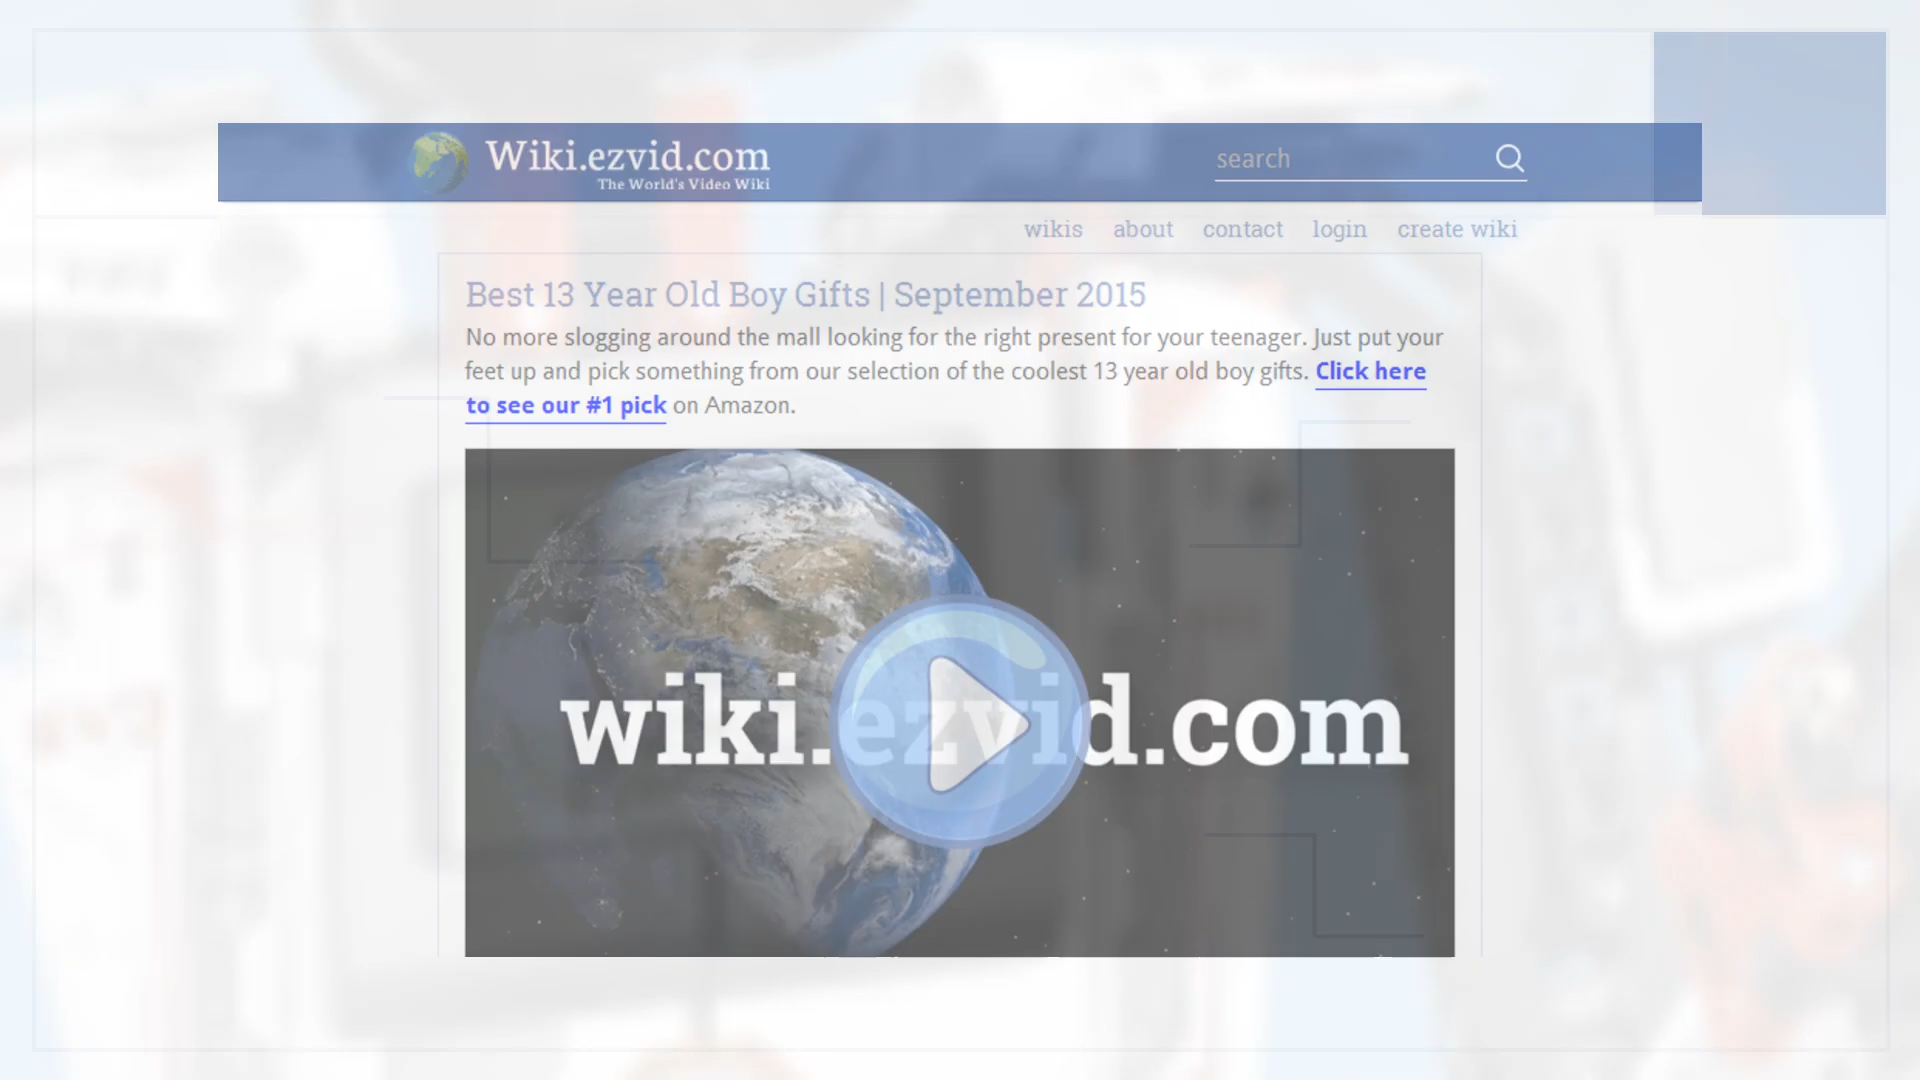 Wiki.ezvid.com
The World's Video Wiki
search
wikis about contact login create wiki
Best 13 Year Old Boy Gifts | September 2015
No more slogging around the mall looking for the right present for your teenager. Just put your
feet up and pick something from our selection of the coolest 13 year old boy gifts. Click here
to see our #1 pick on Amazon.
wiki.ezvid.com